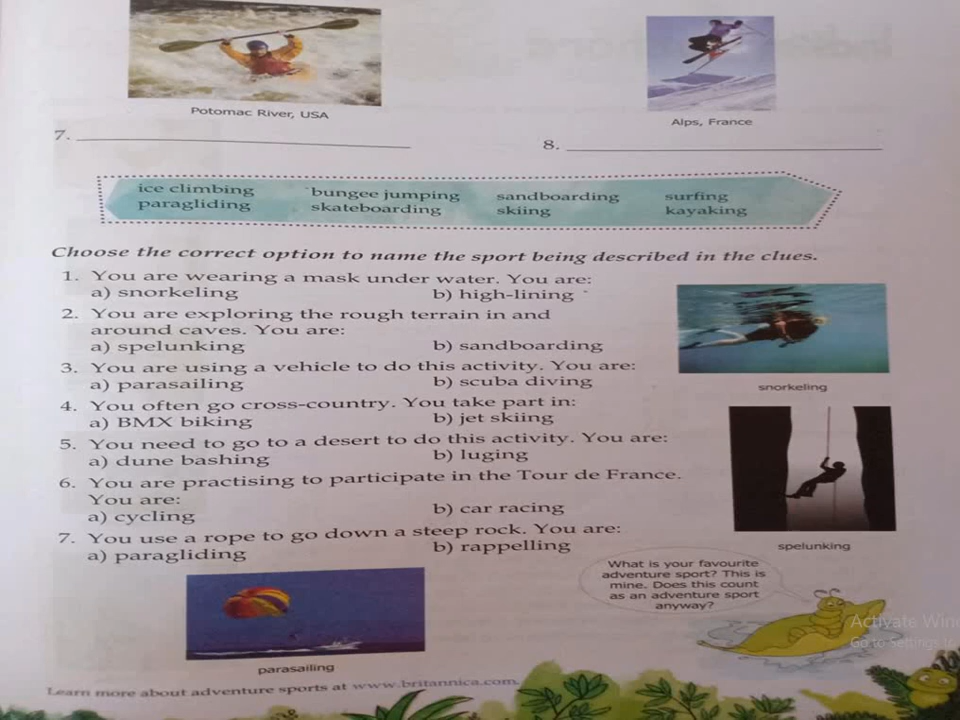 Potomac River, USA
Alps, France
7.
8.
ice climbing bungee jumping sandboarding surfing
paragliding skateboarding skiing kayaking
Choose the correct option to name the sport being described in the clues.
1. You are wearing a mask under water. You are:
a) snorkeling b) high-lining
2. You are exploring the rough terrain in and
around caves. You are:
a) spelunking b) sandboarding
3. You are using a vehicle to do this activity. You are:
a) parasailing b) scuba diving
snorkeling
4. You often go cross-country. You take part in:
a) BMX biking b) jet skiing
5. You need to go to a desert to do this activity. You are:
a) dune bashing b) luging
6. You are practising to participate in the Tour de France.
You are:
a) cycling b) car racing
7. You use a rope to go down a steep rock. You are:
a) paragliding b) rappelling
spelunking
What is your favourite
adventure sport? This is
mine. Does this count
as an adventure sport
anyway?
parasailing
Learn more about adventure sports at www.britannica.com.
Activate Win
Go to Settings